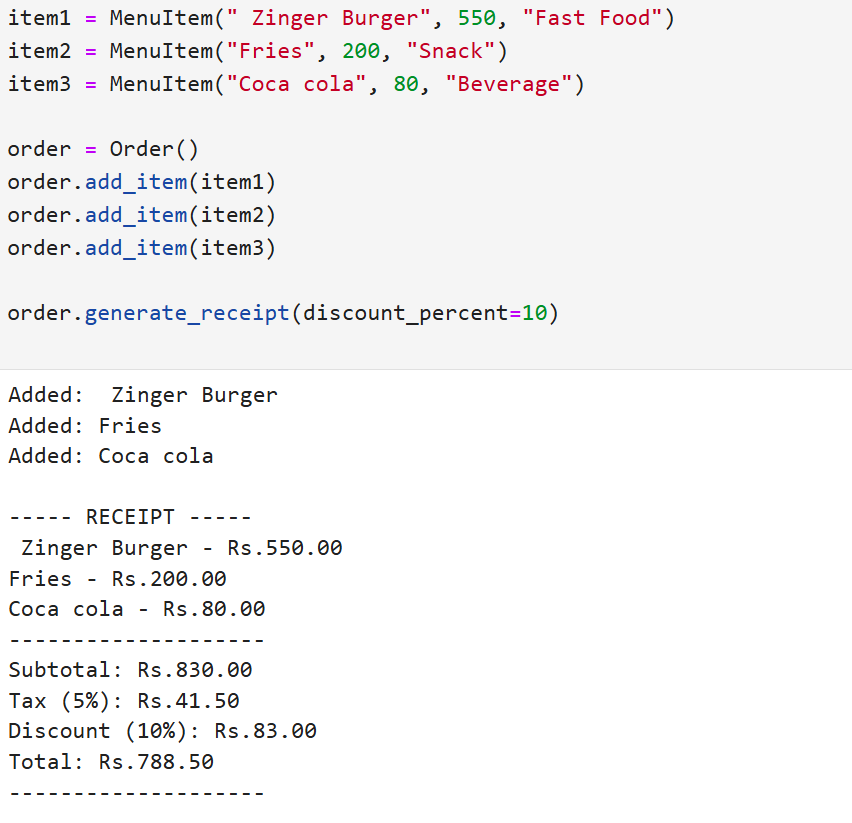 item1 = MenuItem(" Zinger Burger", 550, "Fast Food")
item2 = MenuItem("Fries", 200, "Snack")
item3 = MenuItem("Coca cola", 80, "Beverage")

order = Order()
order.add_item(item1)
order.add_item(item2)
order.add_item(item3)

order.generate_receipt(discount_percent=10)

Added:  Zinger Burger
Added: Fries
Added: Coca cola

----- RECEIPT -----
 Zinger Burger - Rs.550.00
Fries - Rs.200.00
Coca cola - Rs.80.00
--------------------
Subtotal: Rs.830.00
Tax (5%): Rs.41.50
Discount (10%): Rs.83.00
Total: Rs.788.50
--------------------